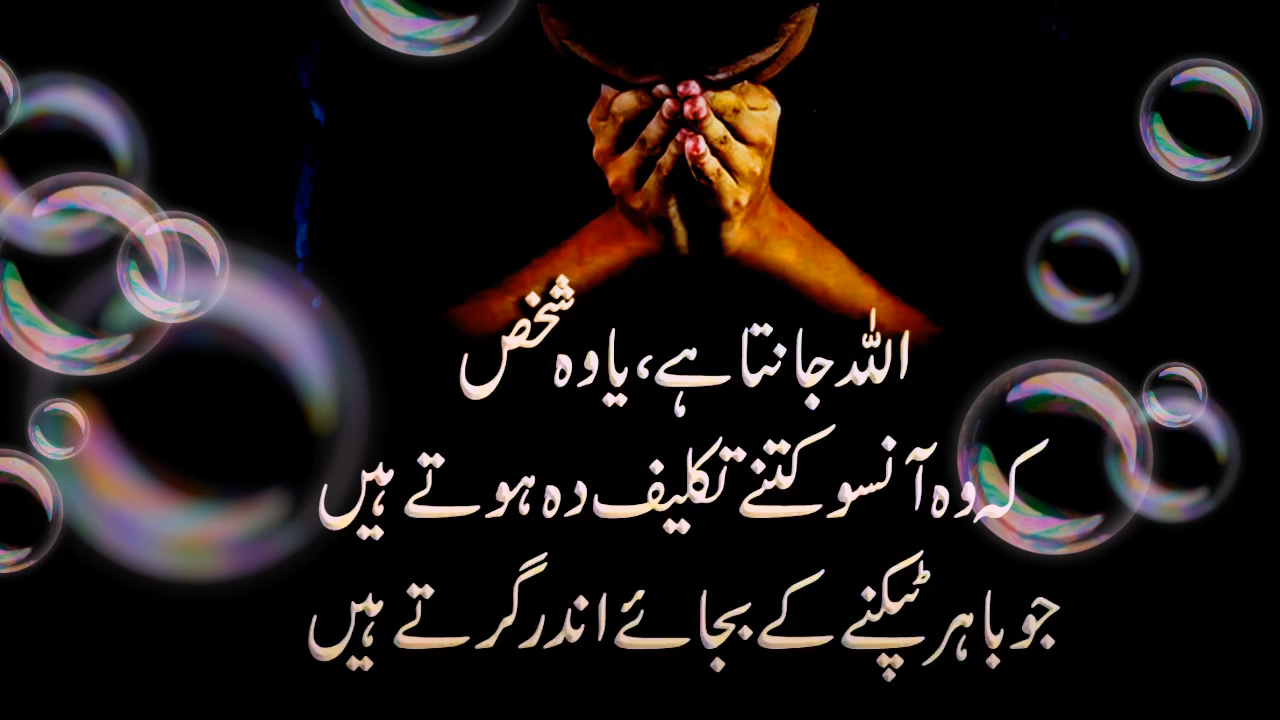 اللہ جانتا ہے، یا وہ شخص
کہ وہ آنسو کتنے تکلیف دہ ہوتے ہیں
جو باہر ٹپکنے کے بجائے اندر گرتے ہیں